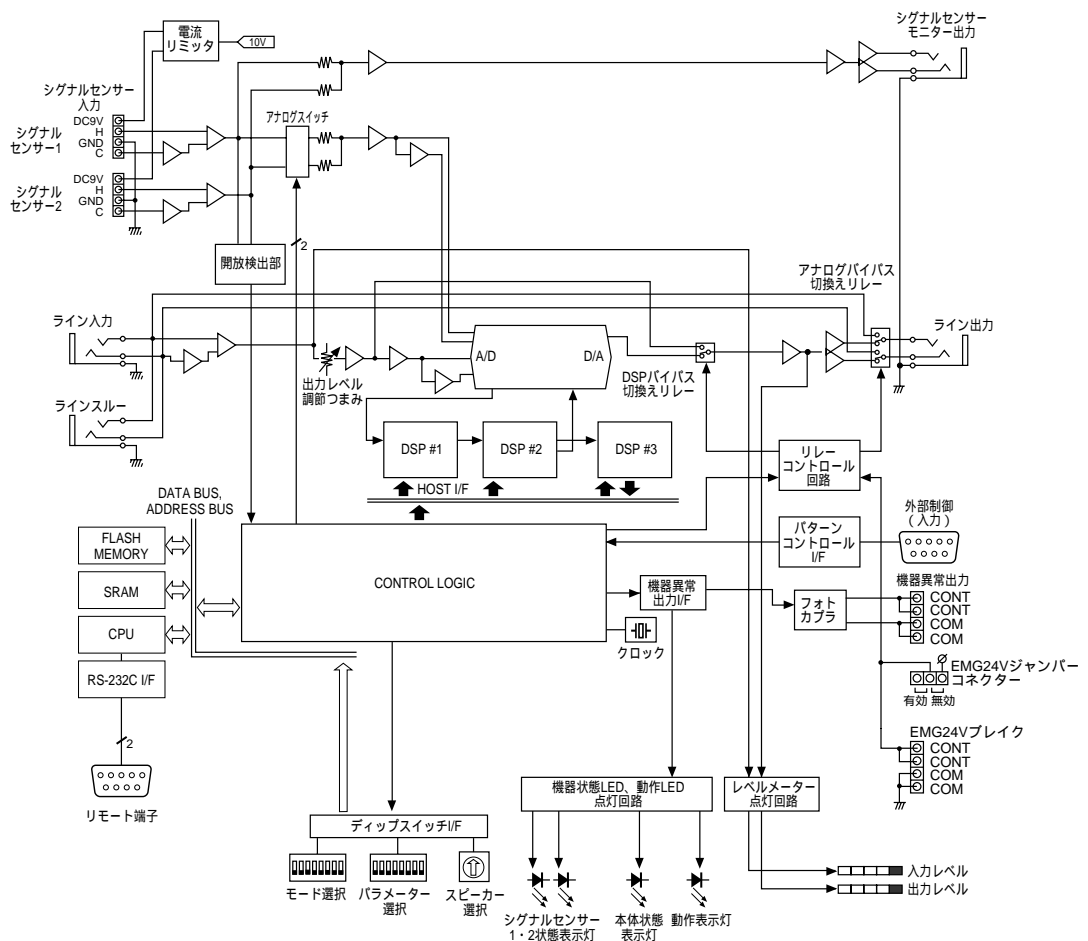 電流
リミッタ
10V
シグナルセンサー
モニター出力
シグナルセンサー
入力
シグナル
センサー1
DC9V
H
GND
C
アナログスイッチ
シグナル
センサー2
DC9V
H
GND
C
2
開放検出部
アナログバイパス
切換えリレー
ライン入力
ライン出力
A/D
D/A
出力レベル
調節つまみ
DSPバイパス
切換えリレー
ラインスルー
DSP #1
DSP #2
DSP #3
リレー
コントロール
回路
HOST I/F
DATA BUS,
ADDRESS BUS
外部制御
(入力)
FLASH
MEMORY
SRAM
CPU
RS-232C I/F
CONTROL LOGIC
パターン
コントロール
I/F
機器異常出力
CONT
CONT
COM
COM
機器異常
出力I/F
フォト
カプラ
クロック
EMG24Vジャンパー
コネクター
有効 無効
2
リモート端子
EMG24Vブレイク
CONT
CONT
COM
COM
機器状態LED、動作LED
点灯回路
レベルメーター
点灯回路
ディップスイッチI/F
モード選択
パラメーター
選択
スピーカー
選択
シグナルセンサー
1・2状態表示灯
本体状態
表示灯
動作表示灯
入力レベル
出力レベル